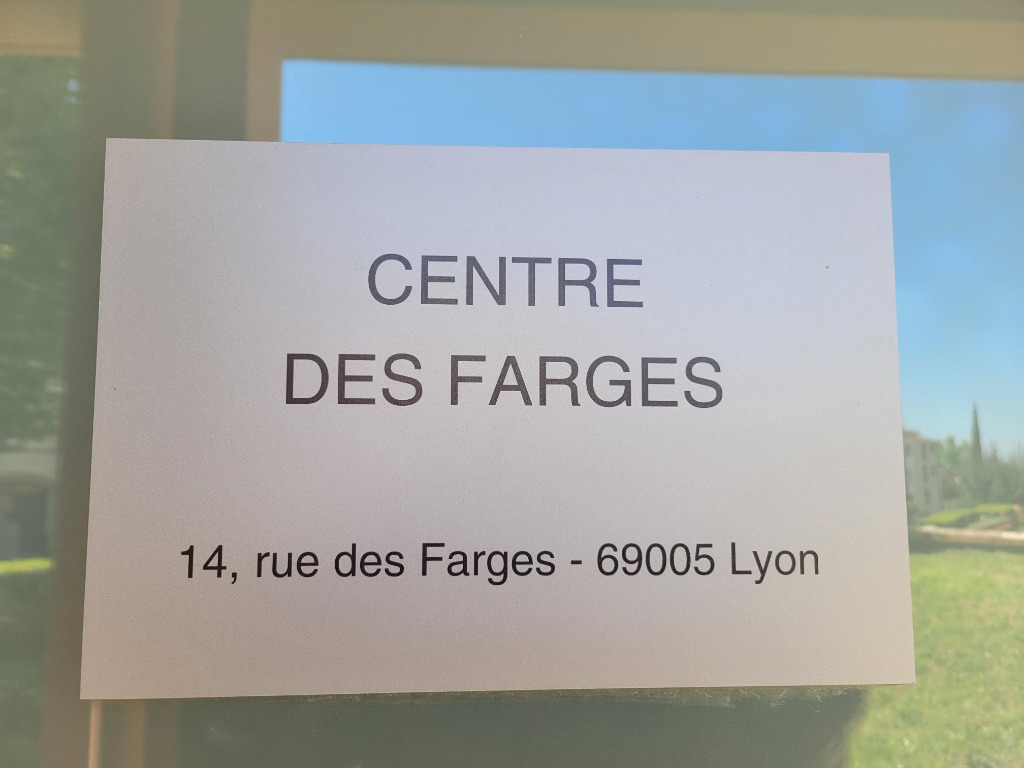 CENTRE
DES FARGES
14, rue des Farges - 69005 Lyon